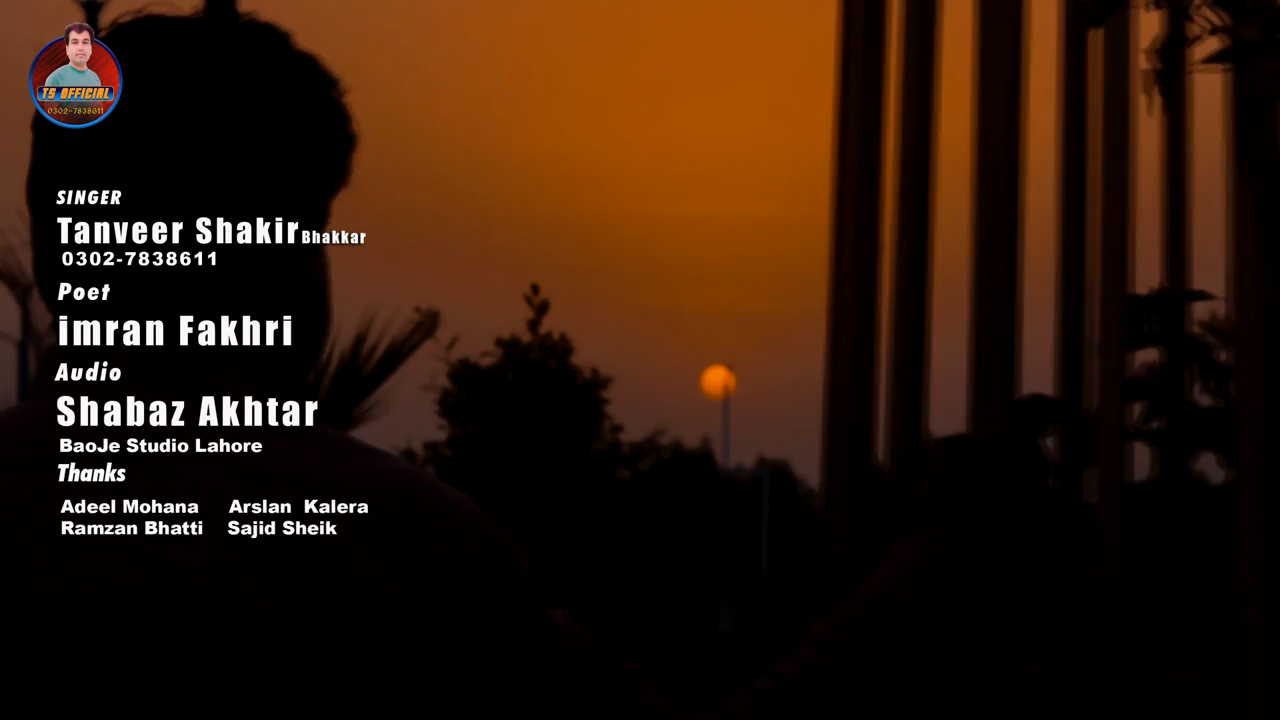 TS OFFICIAL
0302-7838611
SINGER
Tanveer Shakir Bhakkar
0302-7838611
Poet
imran Fakhri
Audio
Shabaz Akhtar
BaoJe Studio Lahore
Thanks
Adeel Mohana Arslan Kalera
Ramzan Bhatti Sajid Sheik